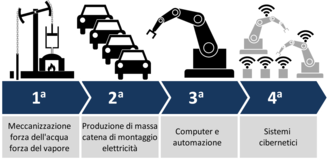 1a
2a
3a
4a
Meccanizzazione
forza dell'acqua
forza del vapore
Produzione di massa
catena di montaggio
elettricità
Computer e
automazione
Sistemi
cibernetici